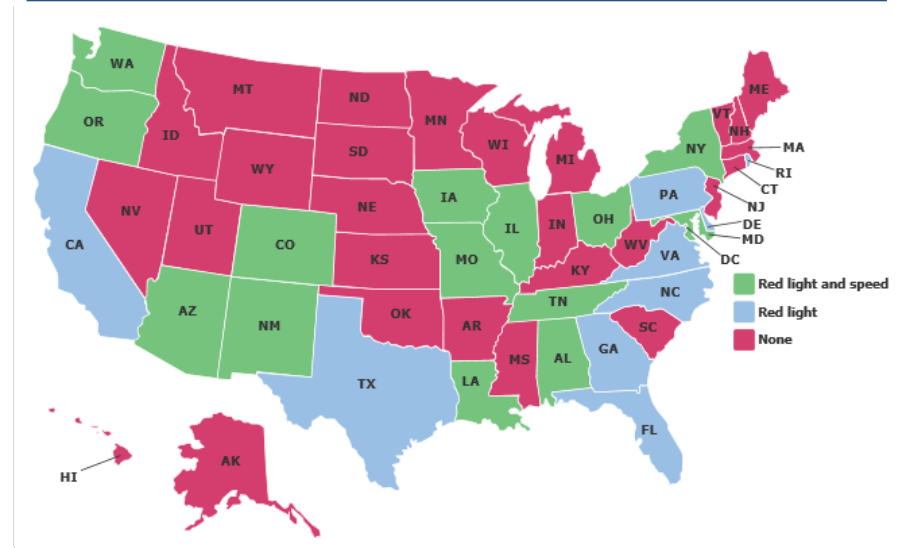 WA
MT
ND
MN
ME
VT
NH
OR
ID
SD
WI
MI
NY
MA
WY
RI
CT
NV
NE
IA
PA
NJ
CA
UT
CO
IL
IN
OH
DE
MD
KS
MO
WV
VA
DC
KY
AZ
NM
OK
AR
TN
NC
SC
TX
LA
MS
AL
GA
FL
HI
AK
Red light and speed
Red light
None